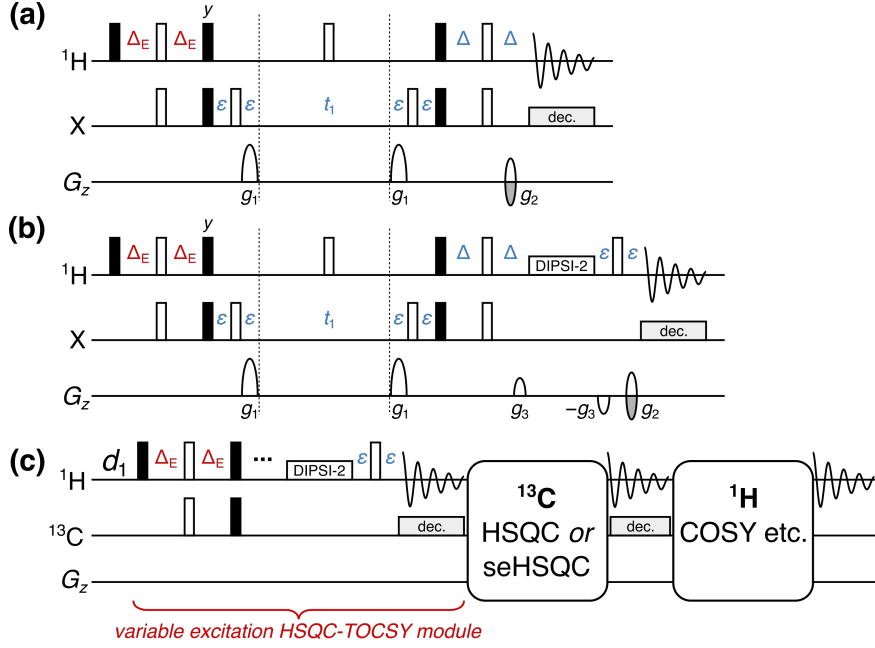 (a)
y
¹H Δ_E Δ_E Δ Δ
X ε ε t₁ ε ε dec.
G_z g₁ g₁ g₂
(b)
y
¹H Δ_E Δ_E Δ Δ DIPSI-2 ε ε
X ε ε t₁ ε ε dec.
G_z g₁ g₁ g₃ −g₃ g₂
(c)
¹H d₁ Δ_E Δ_E ... DIPSI-2 ε ε
¹³C dec. dec.
G_z
¹³C
HSQC or
seHSQC
¹H
COSY etc.
variable excitation HSQC-TOCSY module